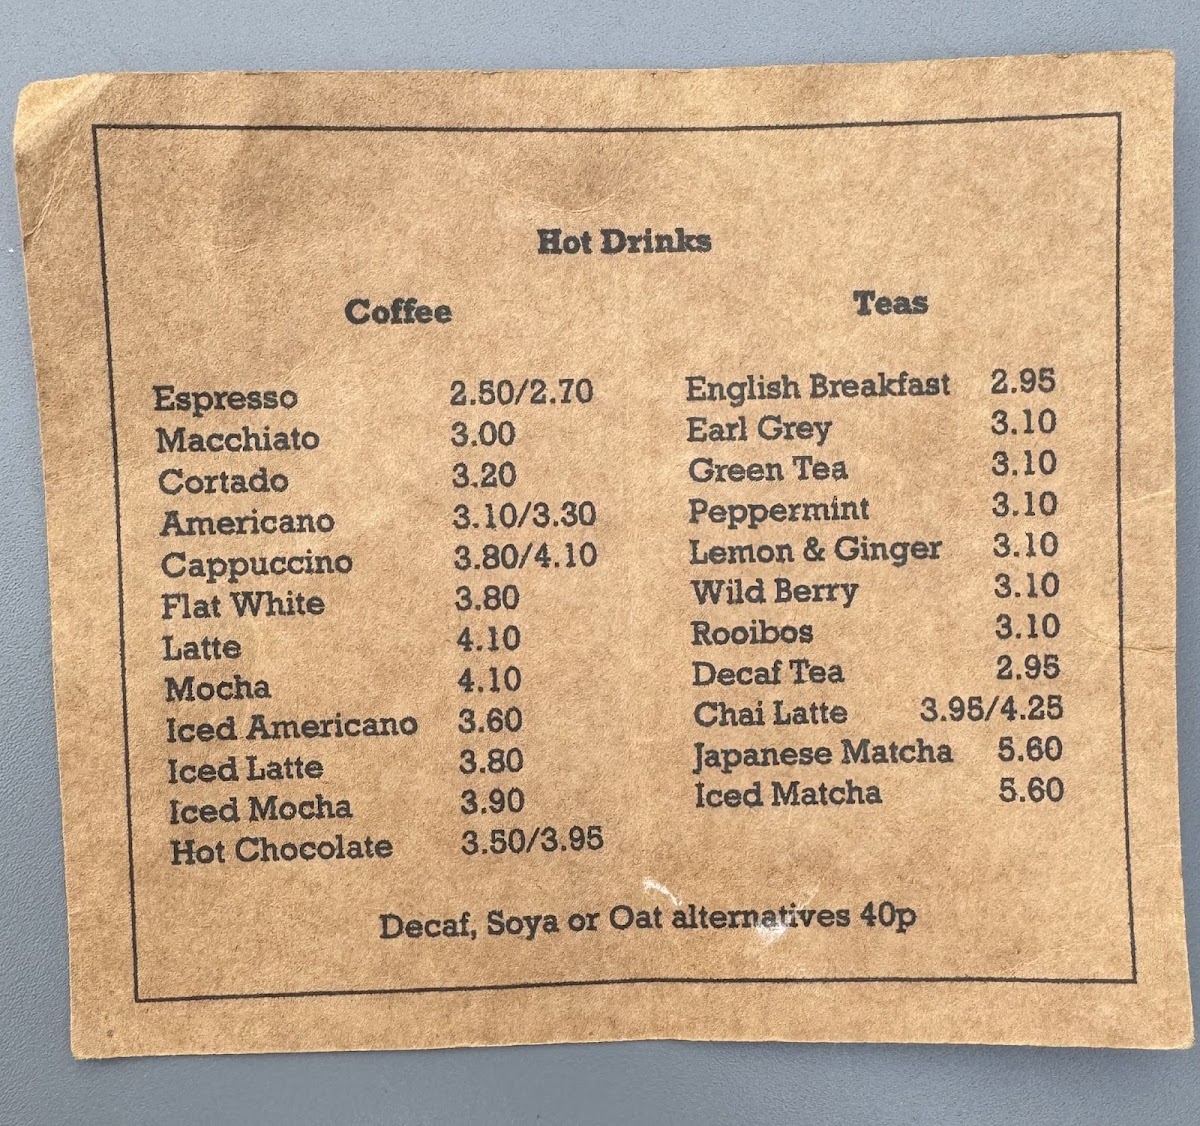 Hot Drinks
Coffee
Espresso 2.50/2.70
Macchiato 3.00
Cortado 3.20
Americano 3.10/3.30
Cappuccino 3.80/4.10
Flat White 3.80
Latte 4.10
Mocha 4.10
Iced Americano 3.60
Iced Latte 3.80
Iced Mocha 3.90
Hot Chocolate 3.50/3.95
Teas
English Breakfast 2.95
Earl Grey 3.10
Green Tea 3.10
Peppermint 3.10
Lemon & Ginger 3.10
Wild Berry 3.10
Rooibos 3.10
Decaf Tea 2.95
Chai Latte 3.95/4.25
Japanese Matcha 5.60
Iced Matcha 5.60
Decaf, Soya or Oat alternatives 40p